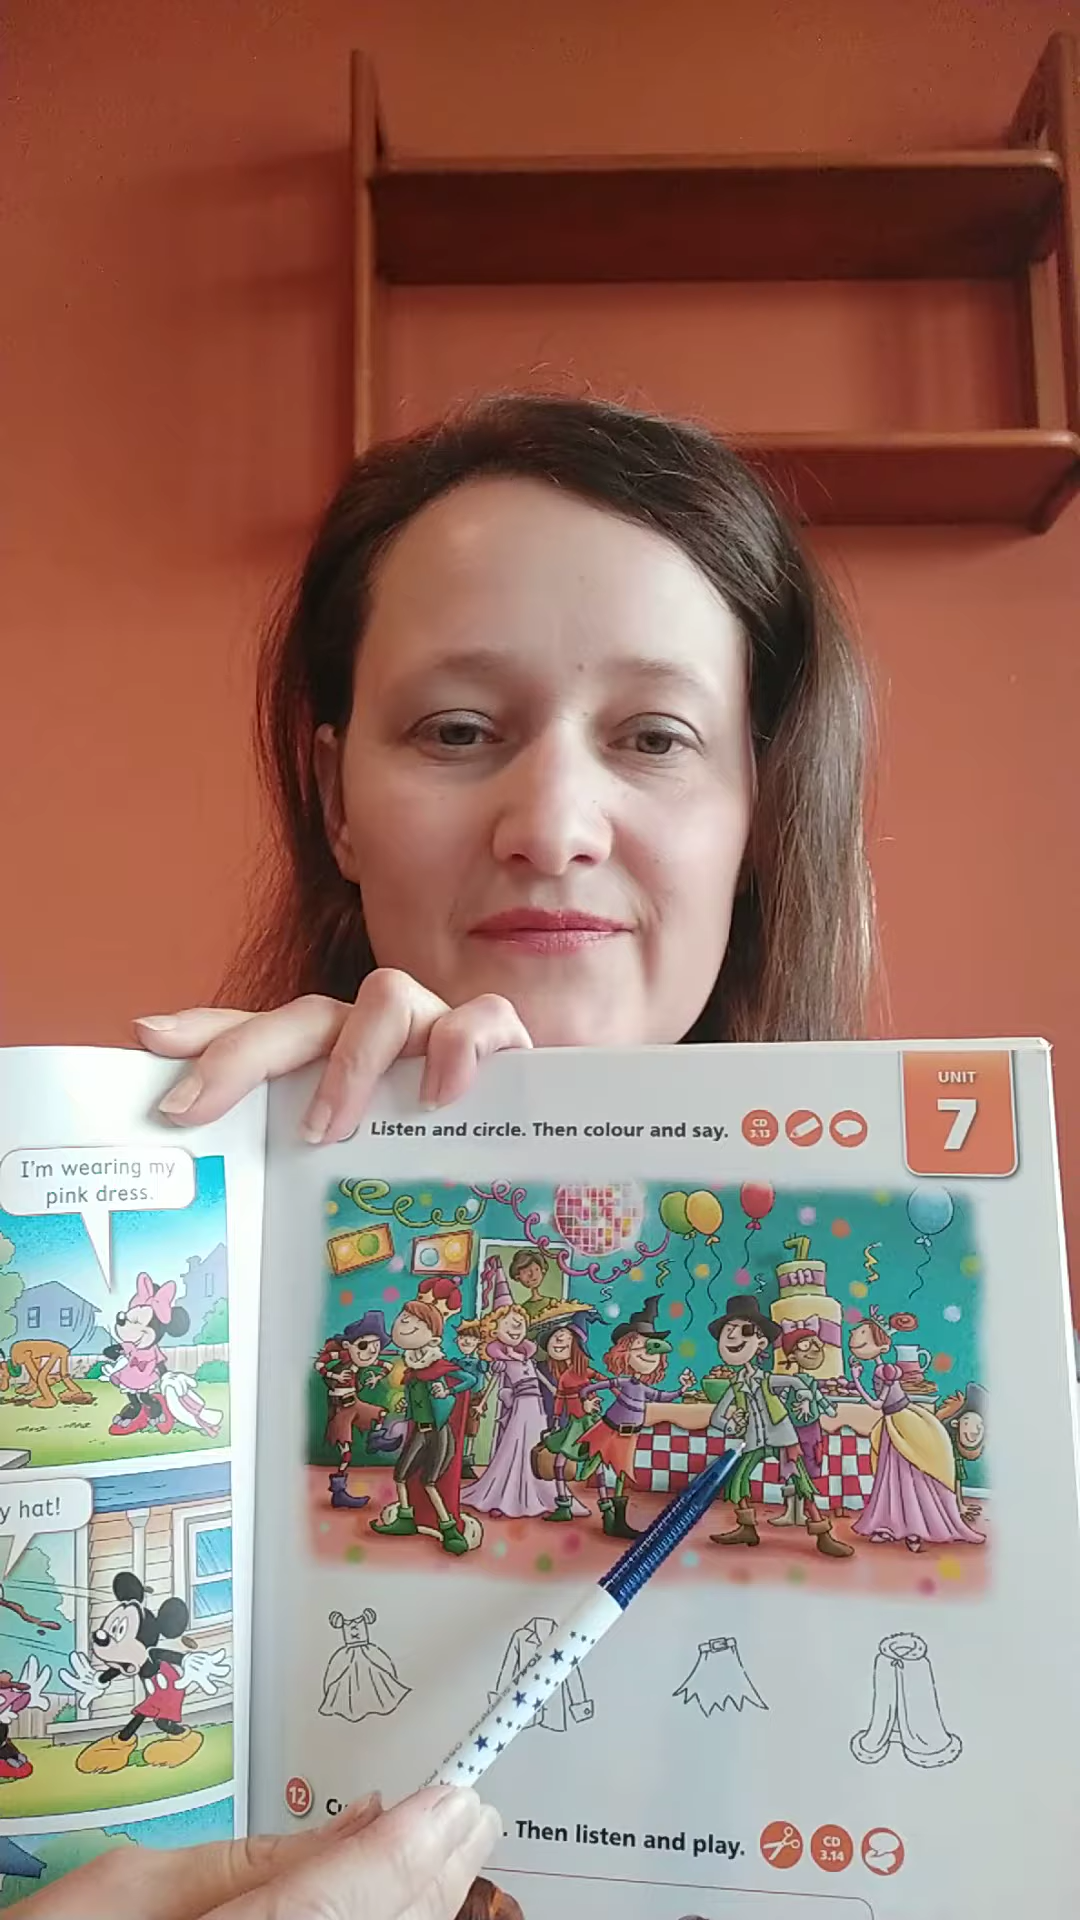 I'm wearing my
pink dress.
y hat!
Listen and circle. Then colour and say.
CD
3.13
UNIT
7
12
. Then listen and play.
CD
3.14